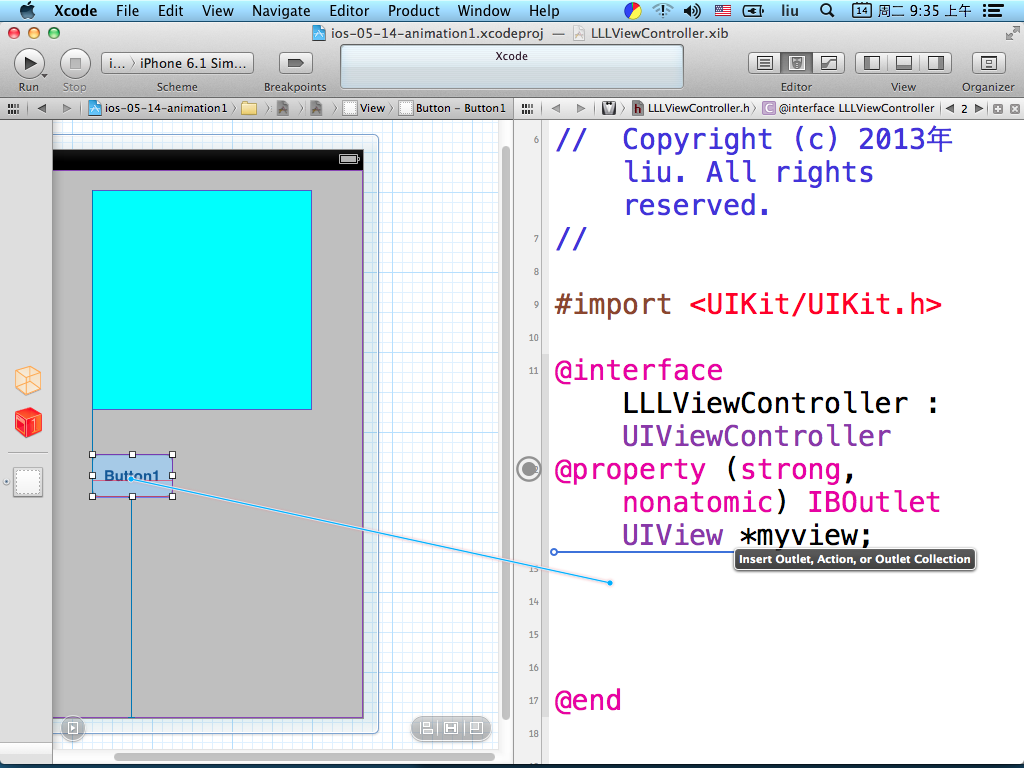 Xcode File Edit View Navigate Editor Product Window Help liu 14 周二 9:35 上午
ios-05-14-animation1.xcodeproj — LLLViewController.xib
i... iPhone 6.1 Sim...
Xcode
Run Stop Scheme Breakpoints Editor View Organizer
ios-05-14-animation1 View Button - Button1
h LLLViewController.h C @interface LLLViewController 2
6 // Copyright (c) 2013年
liu. All rights
reserved.
7 //
8
9 #import <UIKit/UIKit.h>
10
11 @interface
LLLViewController :
UIViewController
@property (strong,
nonatomic) IBOutlet
UIView *myview;
Insert Outlet, Action, or Outlet Collection
13
14
15
16
17 @end
18
Button1